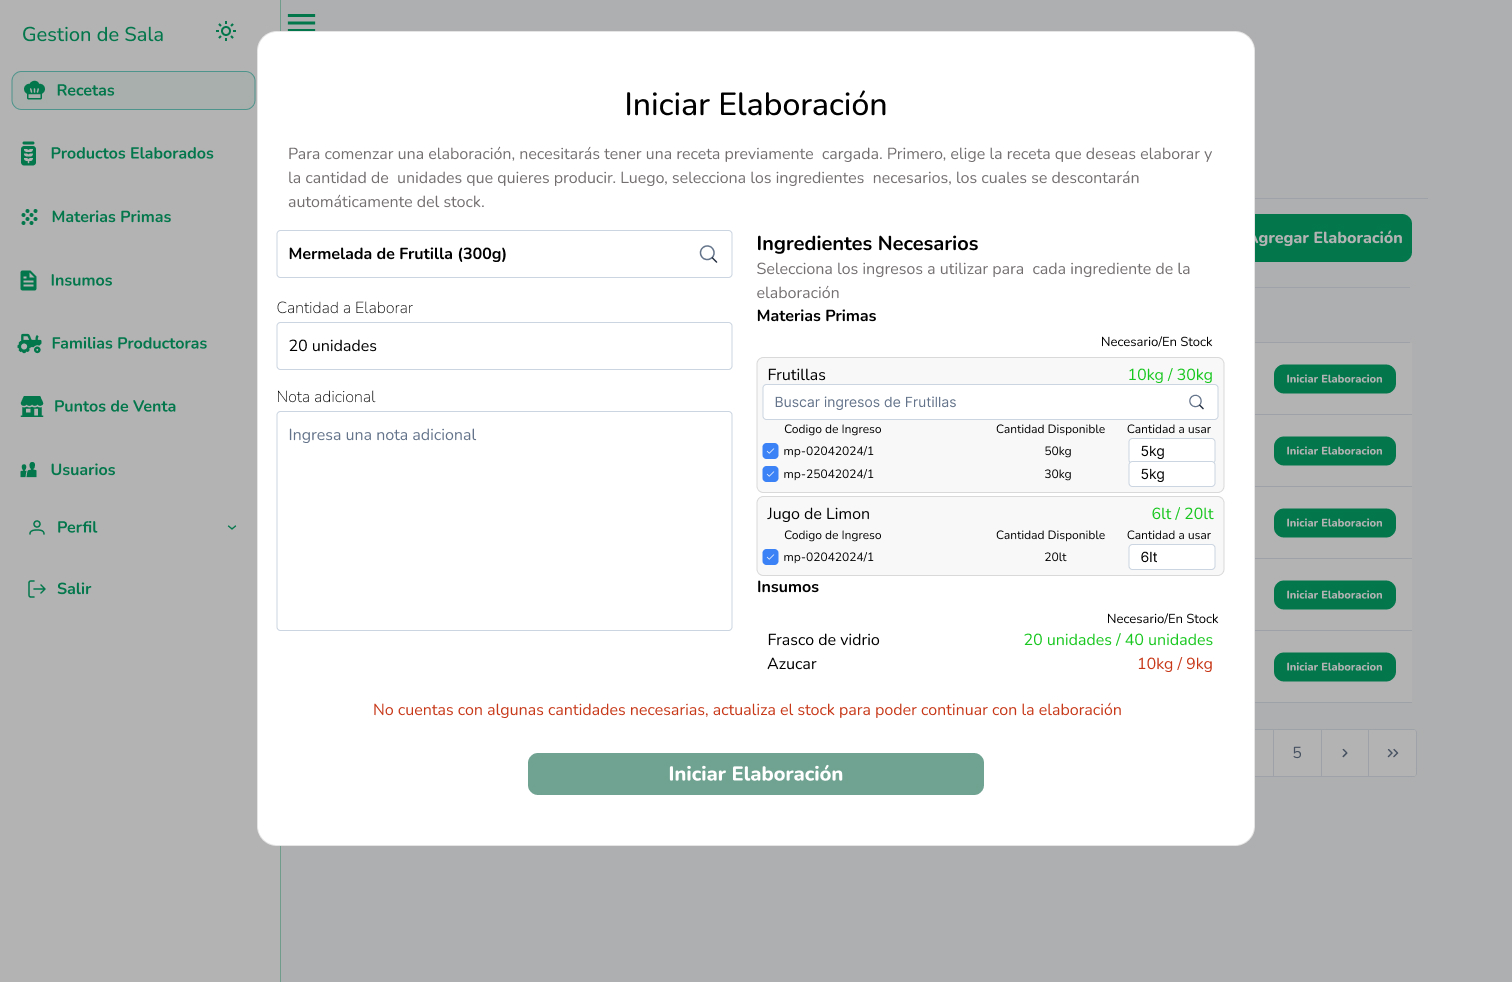 Gestion de Sala
Recetas
Productos Elaborados
Materias Primas
Insumos
Familias Productoras
Puntos de Venta
Usuarios
Perfil
Salir
Iniciar Elaboración
Para comenzar una elaboración, necesitarás tener una receta previamente cargada. Primero, elige la receta que deseas elaborar y
la cantidad de unidades que quieres producir. Luego, selecciona los ingredientes necesarios, los cuales se descontarán
automáticamente del stock.
Mermelada de Frutilla (300g)
Cantidad a Elaborar
20 unidades
Nota adicional
Ingresa una nota adicional
Ingredientes Necesarios
Selecciona los ingresos a utilizar para cada ingrediente de la
elaboración
Materias Primas
Necesario/En Stock
Frutillas 10kg / 30kg
Buscar ingresos de Frutillas
Codigo de Ingreso Cantidad Disponible Cantidad a usar
mp-02042024/1 50kg 5kg
mp-25042024/1 30kg 5kg
Jugo de Limon 6lt / 20lt
Codigo de Ingreso Cantidad Disponible Cantidad a usar
mp-02042024/1 20lt 6lt
Insumos
Necesario/En Stock
Frasco de vidrio 20 unidades / 40 unidades
Azucar 10kg / 9kg
No cuentas con algunas cantidades necesarias, actualiza el stock para poder continuar con la elaboración
Iniciar Elaboración
Agregar Elaboración
Iniciar Elaboracion
Iniciar Elaboracion
Iniciar Elaboracion
Iniciar Elaboracion
Iniciar Elaboracion
5 › »